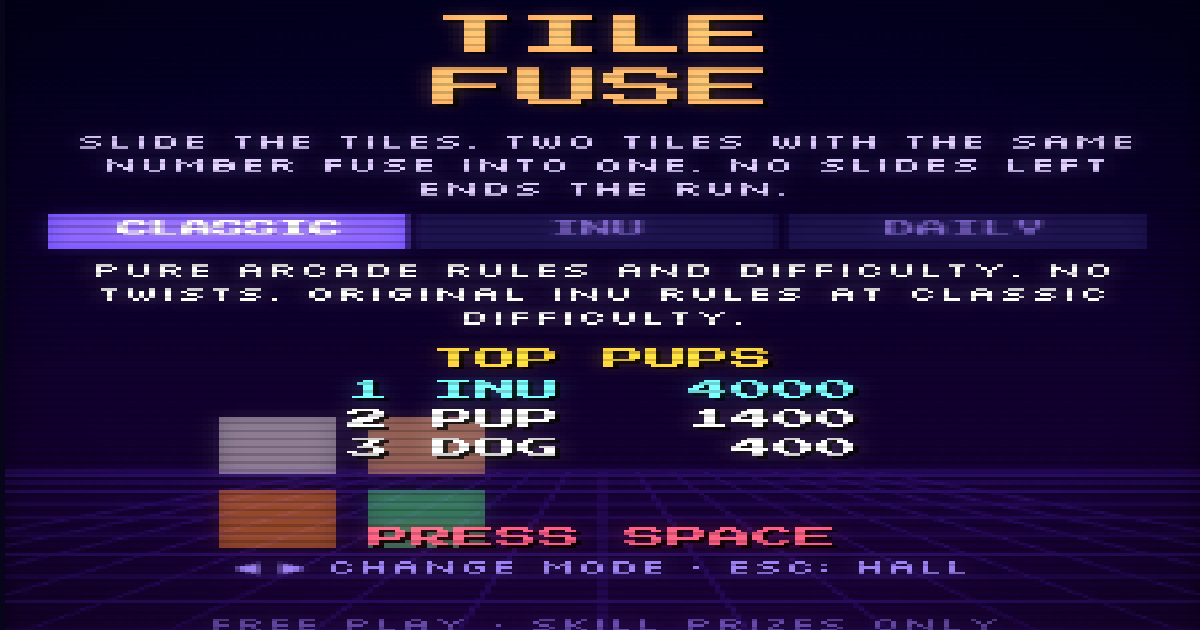 TILE
FUSE
SLIDE THE TILES. TWO TILES WITH THE SAME
NUMBER FUSE INTO ONE. NO SLIDES LEFT
ENDS THE RUN.
CLASSIC INU DAILY
PURE ARCADE RULES AND DIFFICULTY. NO
TWISTS. ORIGINAL INU RULES AT CLASSIC
DIFFICULTY.
TOP PUPS
1 INU 4000
2 PUP 1400
3 DOG 400
PRESS SPACE
◄ ► CHANGE MODE · ESC: HALL
FREE PLAY · SKILL PRIZES ONLY